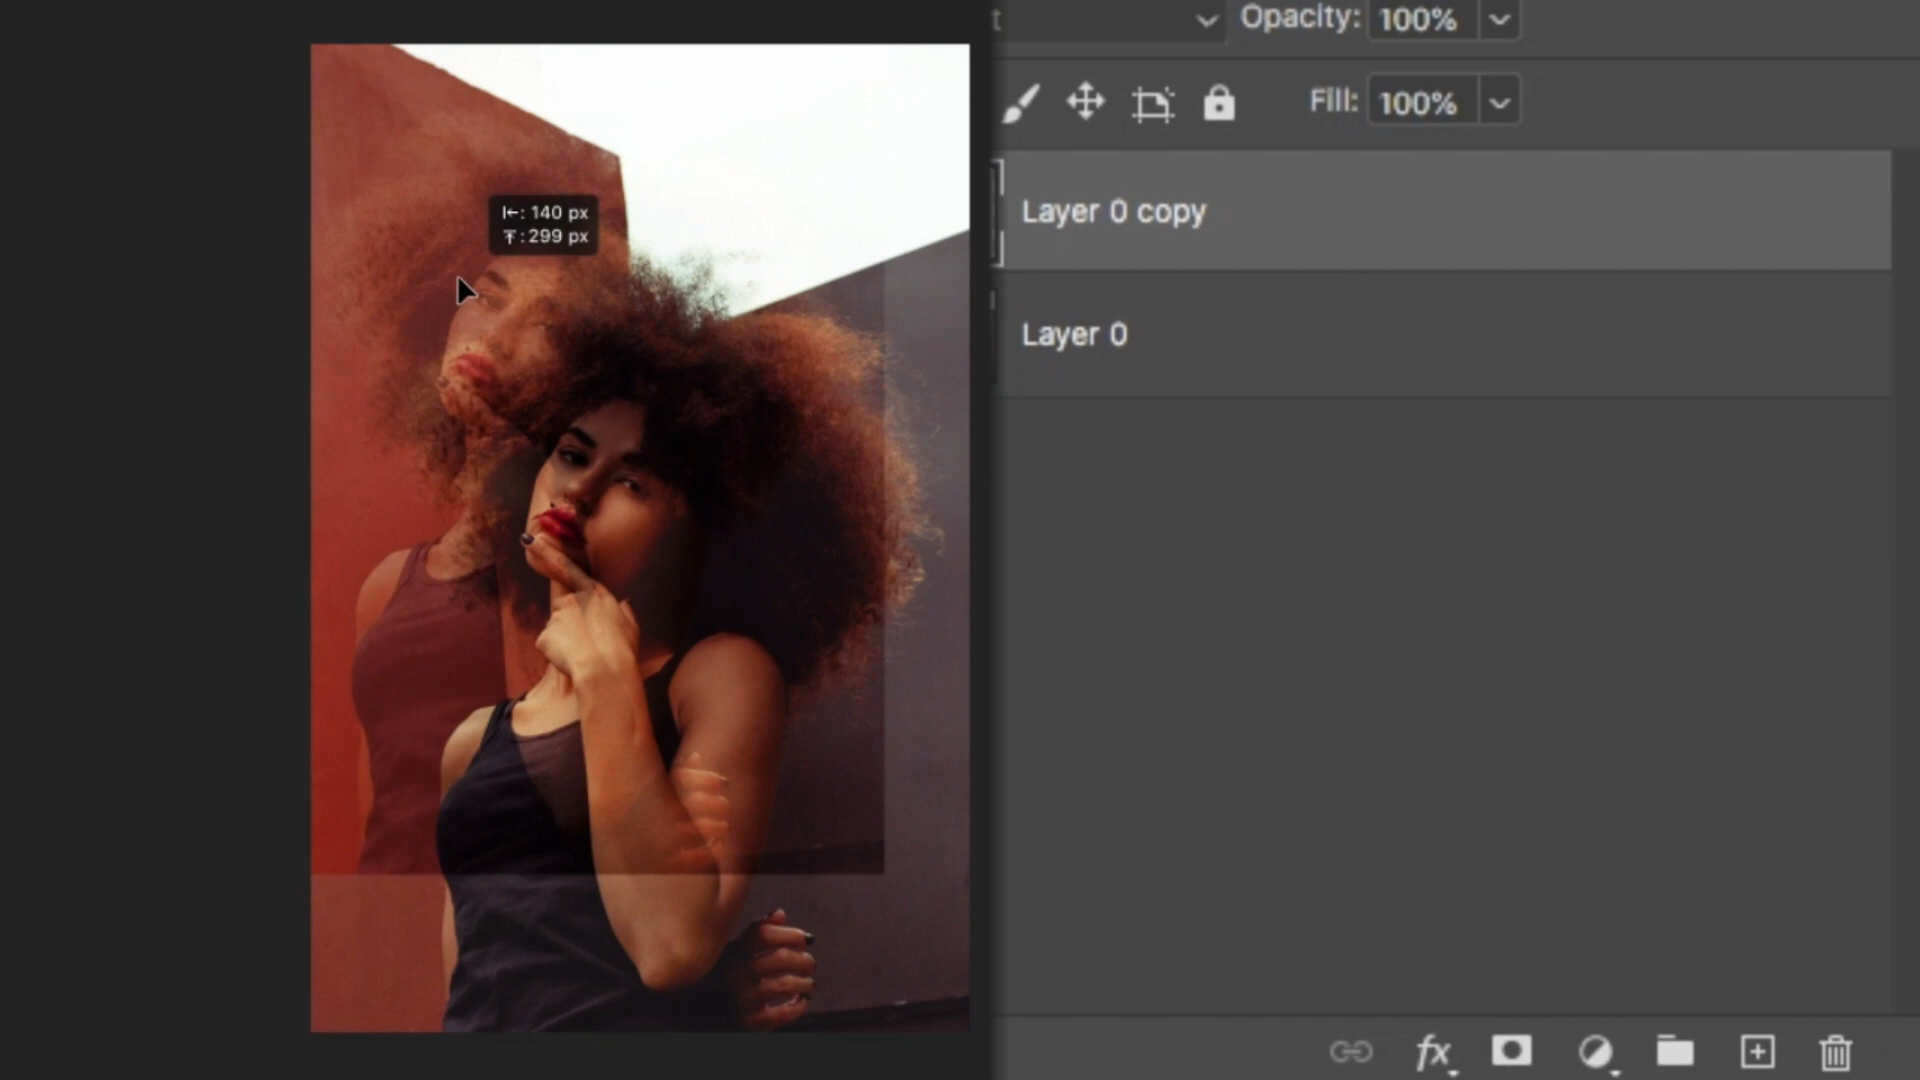 t
Opacity: 100%
Fill: 100%
: 140 px
: 299 px
Layer 0 copy
Layer 0
fx